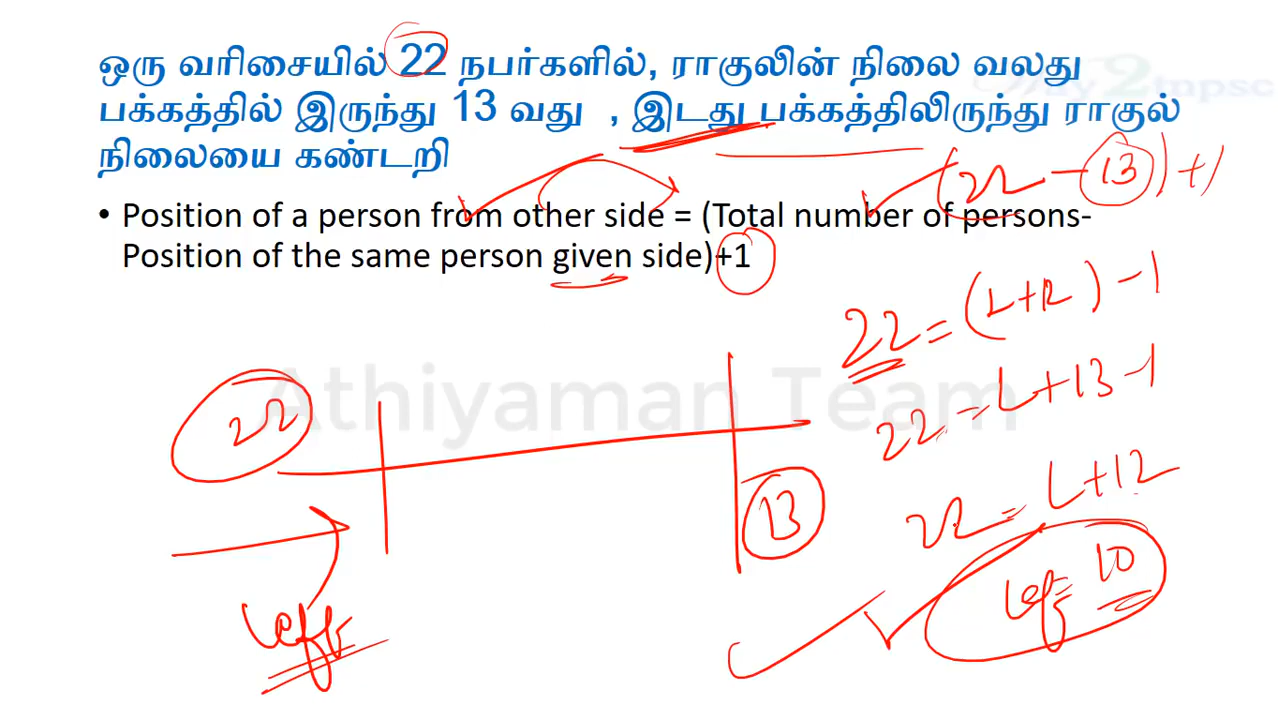 ஒரு வரிசையில் 22 நபர்களில், ராகுலின் நிலை வலது
பக்கத்தில் இருந்து 13 வது , இடது பக்கத்திலிருந்து ராகுல்
நிலையை கண்டறி
(22 - 13) + 1
• Position of a person from other side = (Total number of persons-
Position of the same person given side)+1
22 = (L+R) - 1
22 = L + 13 - 1
22
13
22 = L + 12
left = 10
left
Athiyaman Team